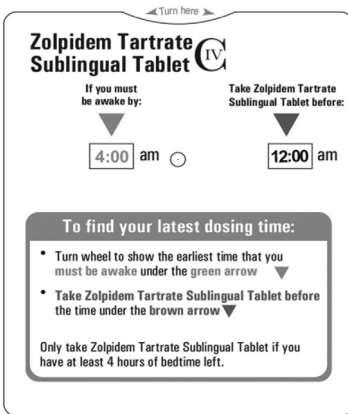 Turn here
Zolpidem Tartrate
Sublingual Tablet CIV
If you must
be awake by:
4:00 am
Take Zolpidem Tartrate
Sublingual Tablet before:
12:00 am
To find your latest dosing time:
• Turn wheel to show the earliest time that you
must be awake under the green arrow
• Take Zolpidem Tartrate Sublingual Tablet before
the time under the brown arrow
Only take Zolpidem Tartrate Sublingual Tablet if you
have at least 4 hours of bedtime left.